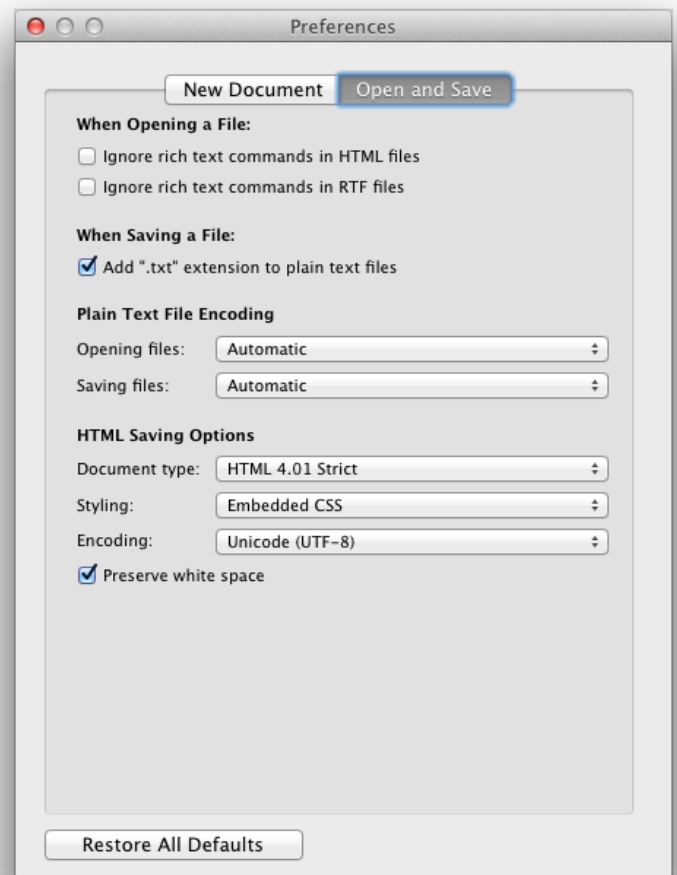 Preferences
New Document Open and Save
When Opening a File:
Ignore rich text commands in HTML files
Ignore rich text commands in RTF files
When Saving a File:
Add ".txt" extension to plain text files
Plain Text File Encoding
Opening files: Automatic
Saving files: Automatic
HTML Saving Options
Document type: HTML 4.01 Strict
Styling: Embedded CSS
Encoding: Unicode (UTF-8)
Preserve white space
Restore All Defaults